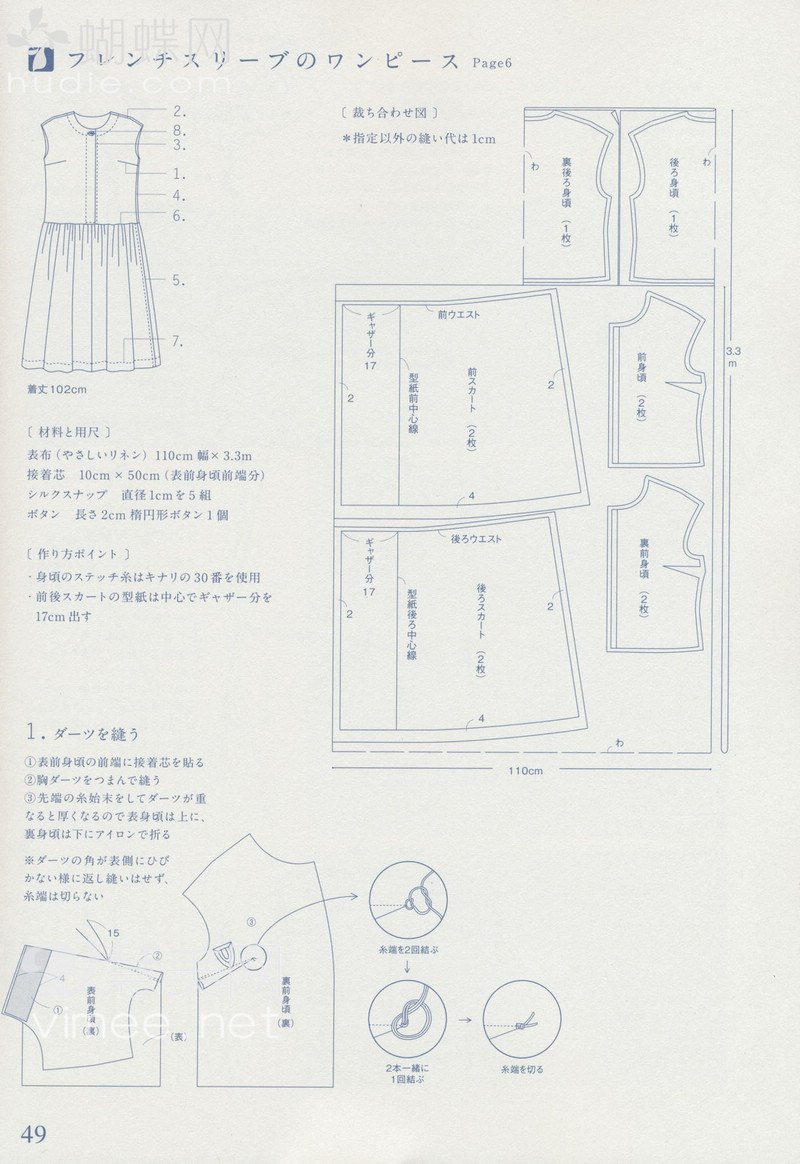 蝴蝶网
hudie.com
フレンチスリーブのワンピース Page6
2.
8.
3.
1.
4.
6.
5.
7.
着丈102cm
〔 材料と用尺 〕
表布（やさしいリネン） 110cm 幅×3.3m
接着芯 10cm×50cm（表前身頃前端分）
シルクスナップ 直径1cmを5組
ボタン 長さ2cm楕円形ボタン1個
〔 作り方ポイント 〕
・身頃のステッチ糸はキナリの30番を使用
・前後スカートの型紙は中心でギャザー分を
17cm出す
〔 裁ち合わせ図 〕
＊指定以外の縫い代は1cm
わ
裏後ろ身頃（1枚）
後ろ身頃（1枚）
わ
ギャザー分
17
前ウエスト
2
型紙前中心線
前スカート（2枚）
2
4
前身頃（2枚）
3.3
m
ギャザー分
17
後ろウエスト
2
型紙後ろ中心線
後ろスカート（2枚）
2
4
裏前身頃（2枚）
わ
110cm
1. ダーツを縫う
①表前身頃の前端に接着芯を貼る
②胸ダーツをつまんで縫う
③先端の糸始末をしてダーツが重
なると厚くなるので表身頃は上に、
裏身頃は下にアイロンで折る
※ダーツの角が表側にひび
かない様に返し縫いはせず、
糸端は切らない
15
②
4
①
表前身頃（裏）
（表）
③
裏前身頃（裏）
糸端を2回結ぶ
2本一緒に
1回結ぶ
糸端を切る
vimee.net
49